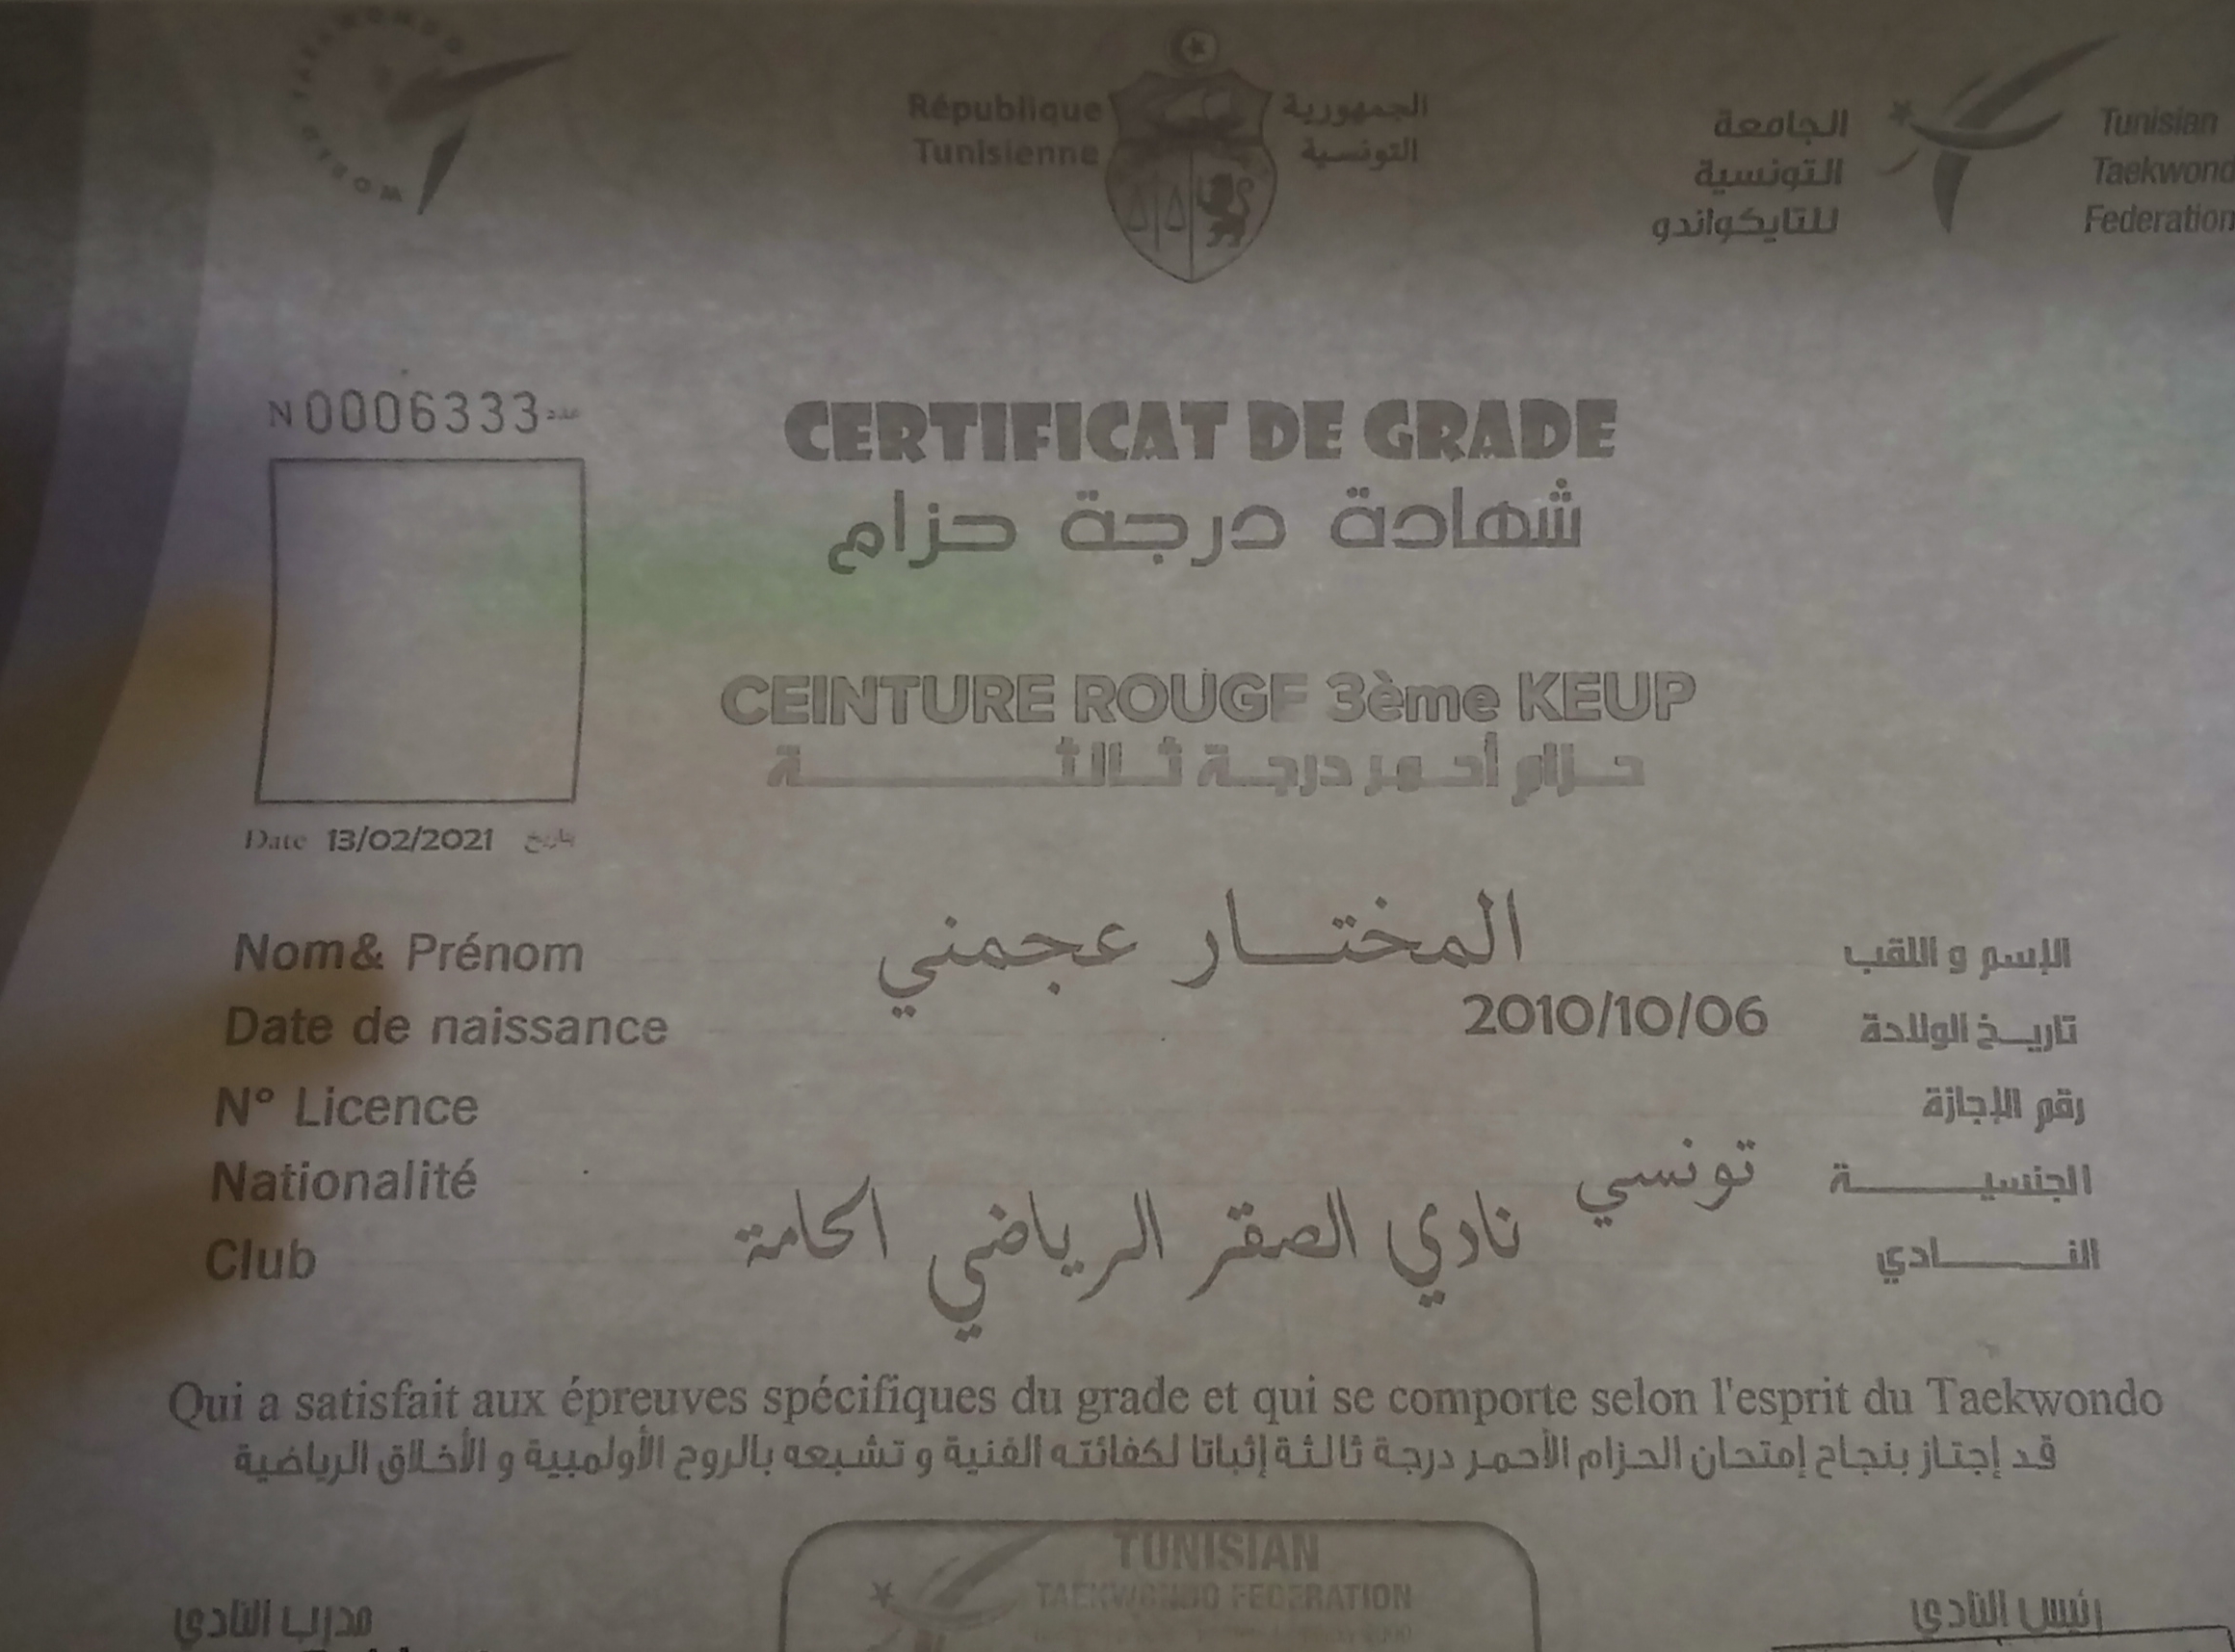 WORLD TAEKWONDO
République
Tunisienne
الجمهورية
التونسية
الجامعة
التونسية
للتايكواندو
Tunisian
Taekwond
Federation
N 0006333 عدد
CERTIFICAT DE GRADE
شهادة درجة حزام
CEINTURE ROUGE 3ème KEUP
حزام أحمر درجة ثالثة
Date 13/02/2021 تاريخ
Nom& Prénom المختار عجمني الإسم و اللقب
Date de naissance 2010/10/06 تاريخ الولادة
N° Licence رقم الإجازة
Nationalité تونسي الجنسية
Club نادي الصقر الرياضي الحامة النادي
Qui a satisfait aux épreuves spécifiques du grade et qui se comporte selon l'esprit du Taekwondo
قد إجتاز بنجاح إمتحان الحزام الأحمر درجة ثالثة إثباتا لكفائته الفنية و تشبعه بالروح الأولمبية و الأخلاق الرياضية
TUNISIAN
TAEKWONDO FEDERATION
مدرب النادي
رئيس النادي